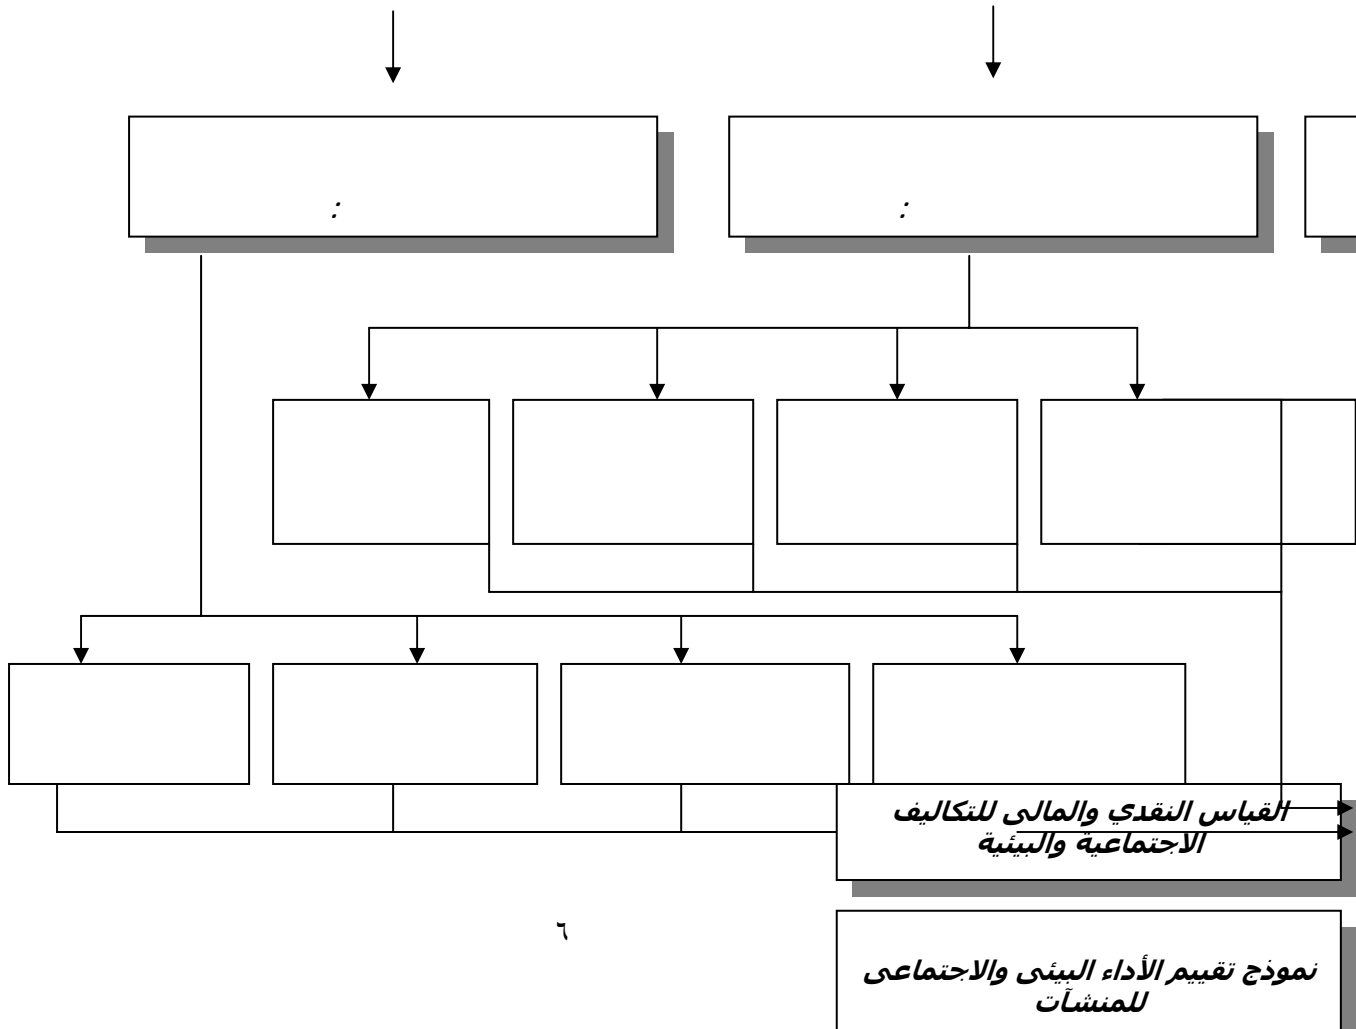 :
:
القياس النقدي والمالى للتكاليف
الاجتماعية والبيئية
٦
نموذج تقييم الأداء البيئى والاجتماعى
للمنشآت